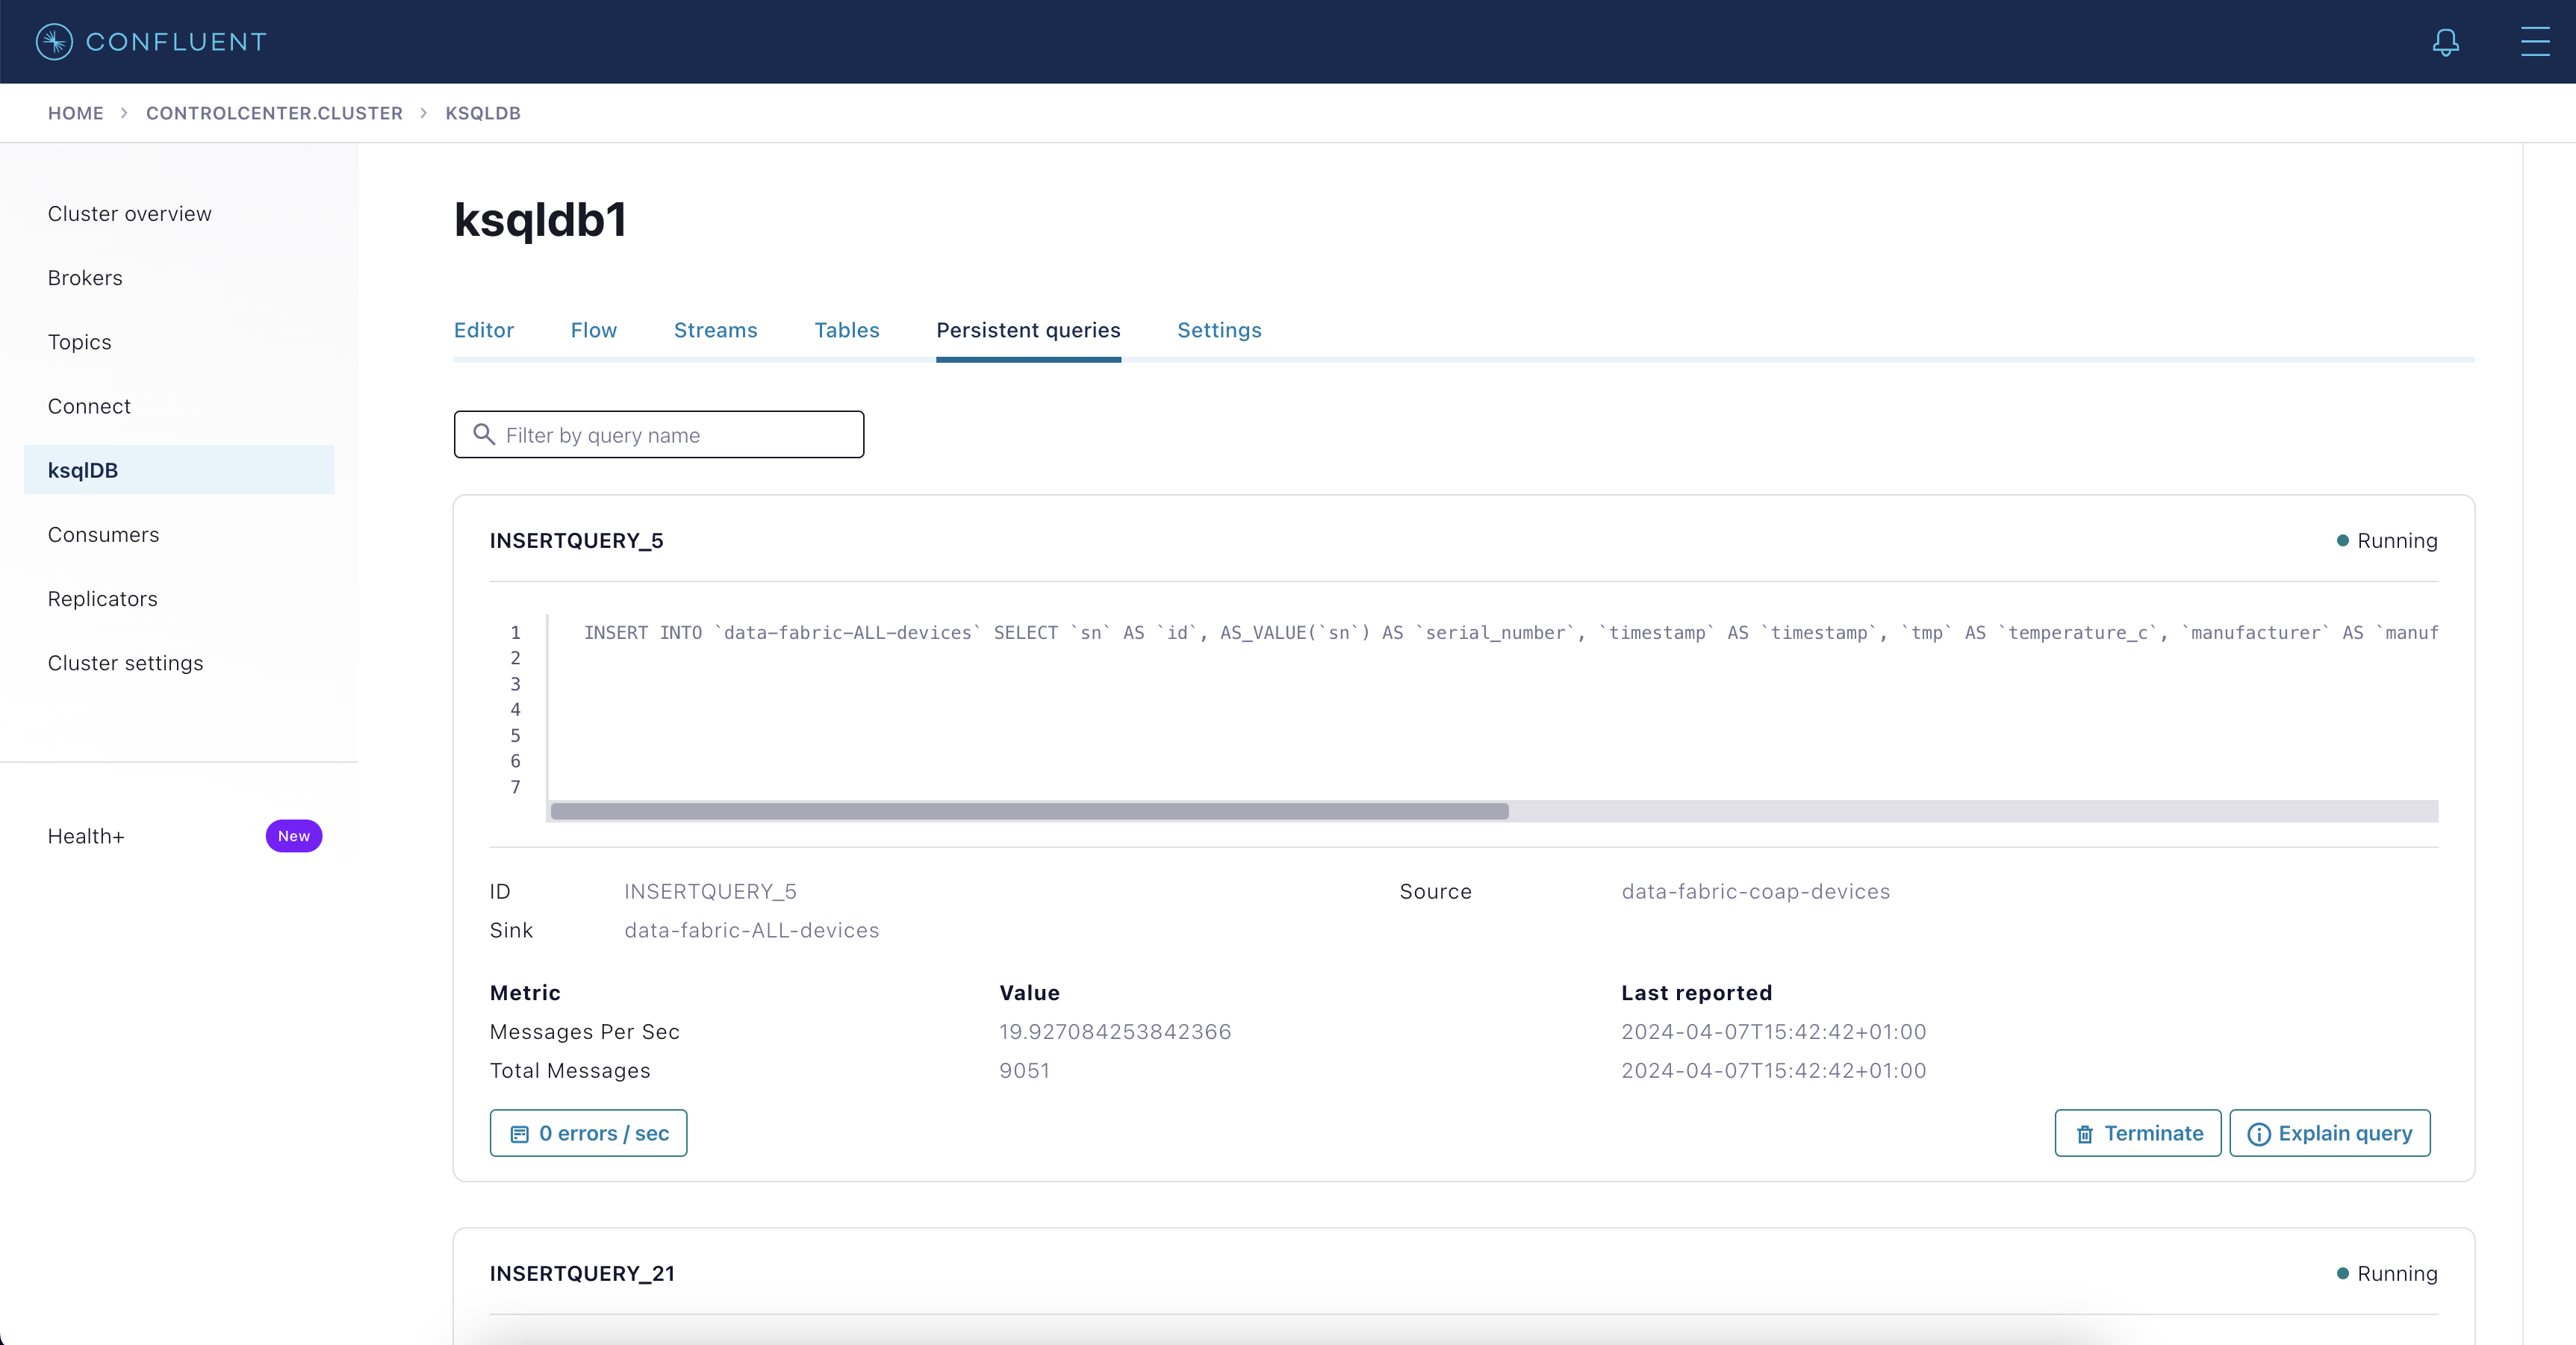 CONFLUENT
HOME > CONTROLCENTER.CLUSTER > KSQLDB
Cluster overview
Brokers
Topics
Connect
ksqlDB
Consumers
Replicators
Cluster settings
Health+ New
ksqldb1
Editor Flow Streams Tables Persistent queries Settings
Filter by query name
INSERTQUERY_5 Running
1 INSERT INTO `data-fabric-ALL-devices` SELECT `sn` AS `id`, AS_VALUE(`sn`) AS `serial_number`, `timestamp` AS `timestamp`, `tmp` AS `temperature_c`, `manufacturer` AS `manuf
2
3
4
5
6
7
ID INSERTQUERY_5 Source data-fabric-coap-devices
Sink data-fabric-ALL-devices
Metric Value Last reported
Messages Per Sec 19.927084253842366 2024-04-07T15:42:42+01:00
Total Messages 9051 2024-04-07T15:42:42+01:00
0 errors / sec Terminate Explain query
INSERTQUERY_21 Running